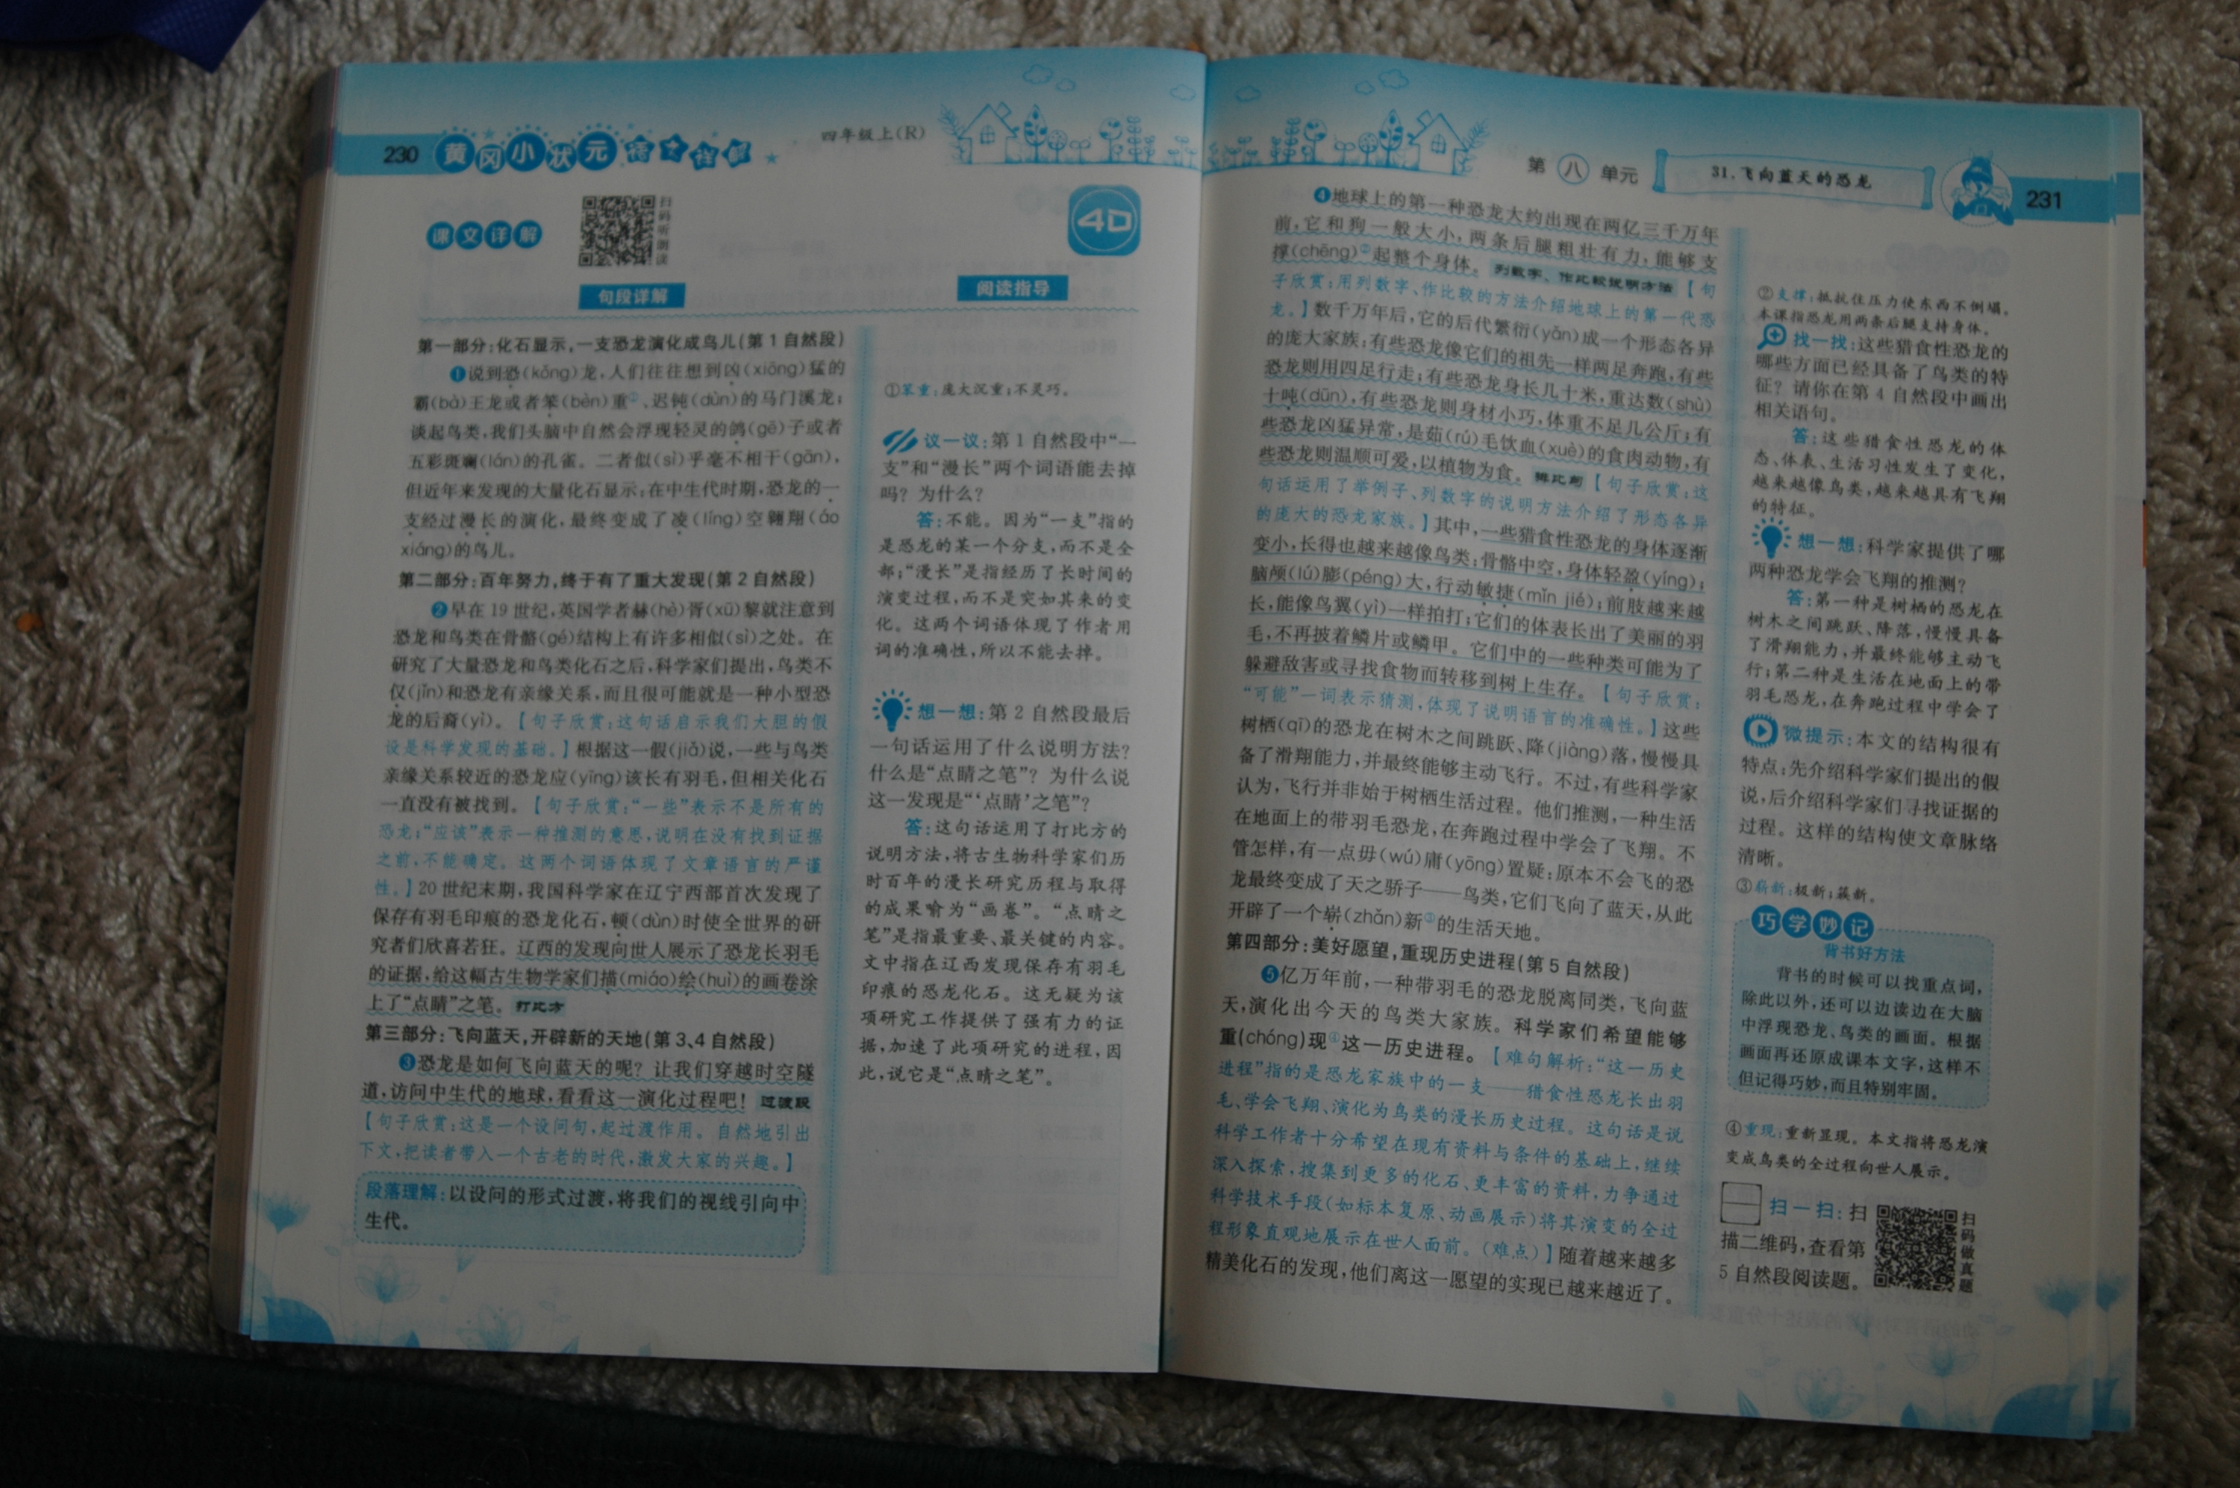 230 黄冈小状元 语文详解 四年级上(R)
扫码听朗读
课文详解
4D
句段详解
阅读指导
第一部分:化石显示,一支恐龙演化成鸟儿(第1自然段)
❶说到恐(kǒng)龙,人们往往想到凶(xiōng)猛的
霸(bà)王龙或者笨(bèn)重①、迟钝(dùn)的马门溪龙;
谈起鸟类,我们头脑中自然会浮现轻灵的鸽(gē)子或者
五彩斑斓(lán)的孔雀。二者似(sì)乎毫不相干(gān),
但近年来发现的大量化石显示:在中生代时期,恐龙的一
支经过漫长的演化,最终变成了凌(líng)空翱翔(áo
xiáng)的鸟儿。
第二部分:百年努力,终于有了重大发现(第2自然段)
❷早在19世纪,英国学者赫(hè)胥(xū)黎就注意到
恐龙和鸟类在骨骼(gé)结构上有许多相似(sì)之处。在
研究了大量恐龙和鸟类化石之后,科学家们提出,鸟类不
仅(jǐn)和恐龙有亲缘关系,而且很可能就是一种小型恐
龙的后裔(yì)。【句子欣赏:这句话启示我们大胆的假
设是科学发现的基础。】根据这一假(jiǎ)说,一些与鸟类
亲缘关系较近的恐龙应(yīng)该长有羽毛,但相关化石
一直没有被找到。【句子欣赏:“一些”表示不是所有的
恐龙;“应该”表示一种推测的意思,说明在没有找到证据
之前,不能确定。这两个词语体现了文章语言的严谨
性。】20世纪末期,我国科学家在辽宁西部首次发现了
保存有羽毛印痕的恐龙化石,顿(dùn)时使全世界的研
究者们欣喜若狂。辽西的发现向世人展示了恐龙长羽毛
的证据,给这幅古生物学家们描(miáo)绘(huì)的画卷涂
上了“点睛”之笔。打比方
第三部分:飞向蓝天,开辟新的天地(第3、4自然段)
❸恐龙是如何飞向蓝天的呢?让我们穿越时空隧
道,访问中生代的地球,看看这一演化过程吧!过渡段
【句子欣赏:这是一个设问句,起过渡作用。自然地引出
下文,把读者带入一个古老的时代,激发大家的兴趣。】
段落理解:以设问的形式过渡,将我们的视线引向中
生代。
①笨重:庞大沉重;不灵巧。
议一议:第1自然段中“一
支”和“漫长”两个词语能去掉
吗?为什么?
答:不能。因为“一支”指的
是恐龙的某一个分支,而不是全
部;“漫长”是指经历了长时间的
演变过程,而不是突如其来的变
化。这两个词语体现了作者用
词的准确性,所以不能去掉。
想一想:第2自然段最后
一句话运用了什么说明方法?
什么是“点睛之笔”?为什么说
这一发现是“‘点睛’之笔”?
答:这句话运用了打比方的
说明方法,将古生物科学家们历
时百年的漫长研究历程与取得
的成果喻为“画卷”。“点睛之
笔”是指最重要、最关键的内容。
文中指在辽西发现保存有羽毛
印痕的恐龙化石。这无疑为该
项研究工作提供了强有力的证
据,加速了此项研究的进程,因
此,说它是“点睛之笔”。
第八单元 31.飞向蓝天的恐龙 231
❹地球上的第一种恐龙大约出现在两亿三千万年
前,它和狗一般大小,两条后腿粗壮有力,能够支
撑(chēng)②起整个身体。列数字、作比较说明方法【句
子欣赏:用列数字、作比较的方法介绍地球上的第一代恐
龙。】数千万年后,它的后代繁衍(yǎn)成一个形态各异
的庞大家族:有些恐龙像它们的祖先一样两足奔跑,有些
恐龙则用四足行走;有些恐龙身长几十米,重达数(shù)
十吨(dūn),有些恐龙则身材小巧,体重不足几公斤;有
些恐龙凶猛异常,是茹(rú)毛饮血(xuè)的食肉动物,有
些恐龙则温顺可爱,以植物为食。【句子欣赏:这
句话运用了举例子、列数字的说明方法介绍了形态各异
的庞大的恐龙家族。】其中,一些猎食性恐龙的身体逐渐
变小,长得也越来越像鸟类:骨骼中空,身体轻盈(yíng);
脑颅(lú)膨(péng)大,行动敏捷(mǐn jié);前肢越来越
长,能像鸟翼(yì)一样拍打;它们的体表长出了美丽的羽
毛,不再披着鳞片或鳞甲。它们中的一些种类可能为了
躲避敌害或寻找食物而转移到树上生存。【句子欣赏:
“可能”一词表示猜测,体现了说明语言的准确性。】这些
树栖(qī)的恐龙在树木之间跳跃、降(jiàng)落,慢慢具
备了滑翔能力,并最终能够主动飞行。不过,有些科学家
认为,飞行并非始于树栖生活过程。他们推测,一种生活
在地面上的带羽毛恐龙,在奔跑过程中学会了飞翔。不
管怎样,有一点毋(wú)庸(yōng)置疑:原本不会飞的恐
龙最终变成了天之骄子——鸟类,它们飞向了蓝天,从此
开辟了一个崭(zhǎn)新③的生活天地。
第四部分:美好愿望,重现历史进程(第5自然段)
❺亿万年前,一种带羽毛的恐龙脱离同类,飞向蓝
天,演化出今天的鸟类大家族。科学家们希望能够
重(chóng)现④这一历史进程。【难句解析:“这一历史
进程”指的是恐龙家族中的一支——猎食性恐龙长出羽
毛、学会飞翔、演化为鸟类的漫长历史过程。这句话是说
科学工作者十分希望在现有资料与条件的基础上,继续
深入探索,搜集到更多的化石、更丰富的资料,力争通过
科学技术手段(如标本复原、动画展示)将其演变的全过
程形象直观地展示在世人面前。(难点)】随着越来越多
精美化石的发现,他们离这一愿望的实现已越来越近了。
②支撑:抵抗住压力使东西不倒塌。
本课指恐龙用两条后腿支持身体。
找一找:这些猎食性恐龙的
哪些方面已经具备了鸟类的特
征?请你在第4自然段中画出
相关语句。
答:这些猎食性恐龙的体
态、体表、生活习性发生了变化,
越来越像鸟类,越来越具有飞翔
的特征。
想一想:科学家提供了哪
两种恐龙学会飞翔的推测?
答:第一种是树栖的恐龙在
树木之间跳跃、降落,慢慢具备
了滑翔能力,并最终能够主动飞
行;第二种是生活在地面上的带
羽毛恐龙,在奔跑过程中学会了
微提示:本文的结构很有
特点:先介绍科学家们提出的假
说,后介绍科学家们寻找证据的
过程。这样的结构使文章脉络
清晰。
③崭新:极新;簇新。
巧学妙记
背书好方法
背书的时候可以找重点词,
除此以外,还可以边读边在大脑
中浮现恐龙、鸟类的画面。根据
画面再还原成课本文字,这样不
但记得巧妙,而且特别牢固。
④重现:重新显现。本文指将恐龙演
变成鸟类的全过程向世人展示。
扫一扫:扫
描二维码,查看第
5自然段阅读题。
扫码做真题